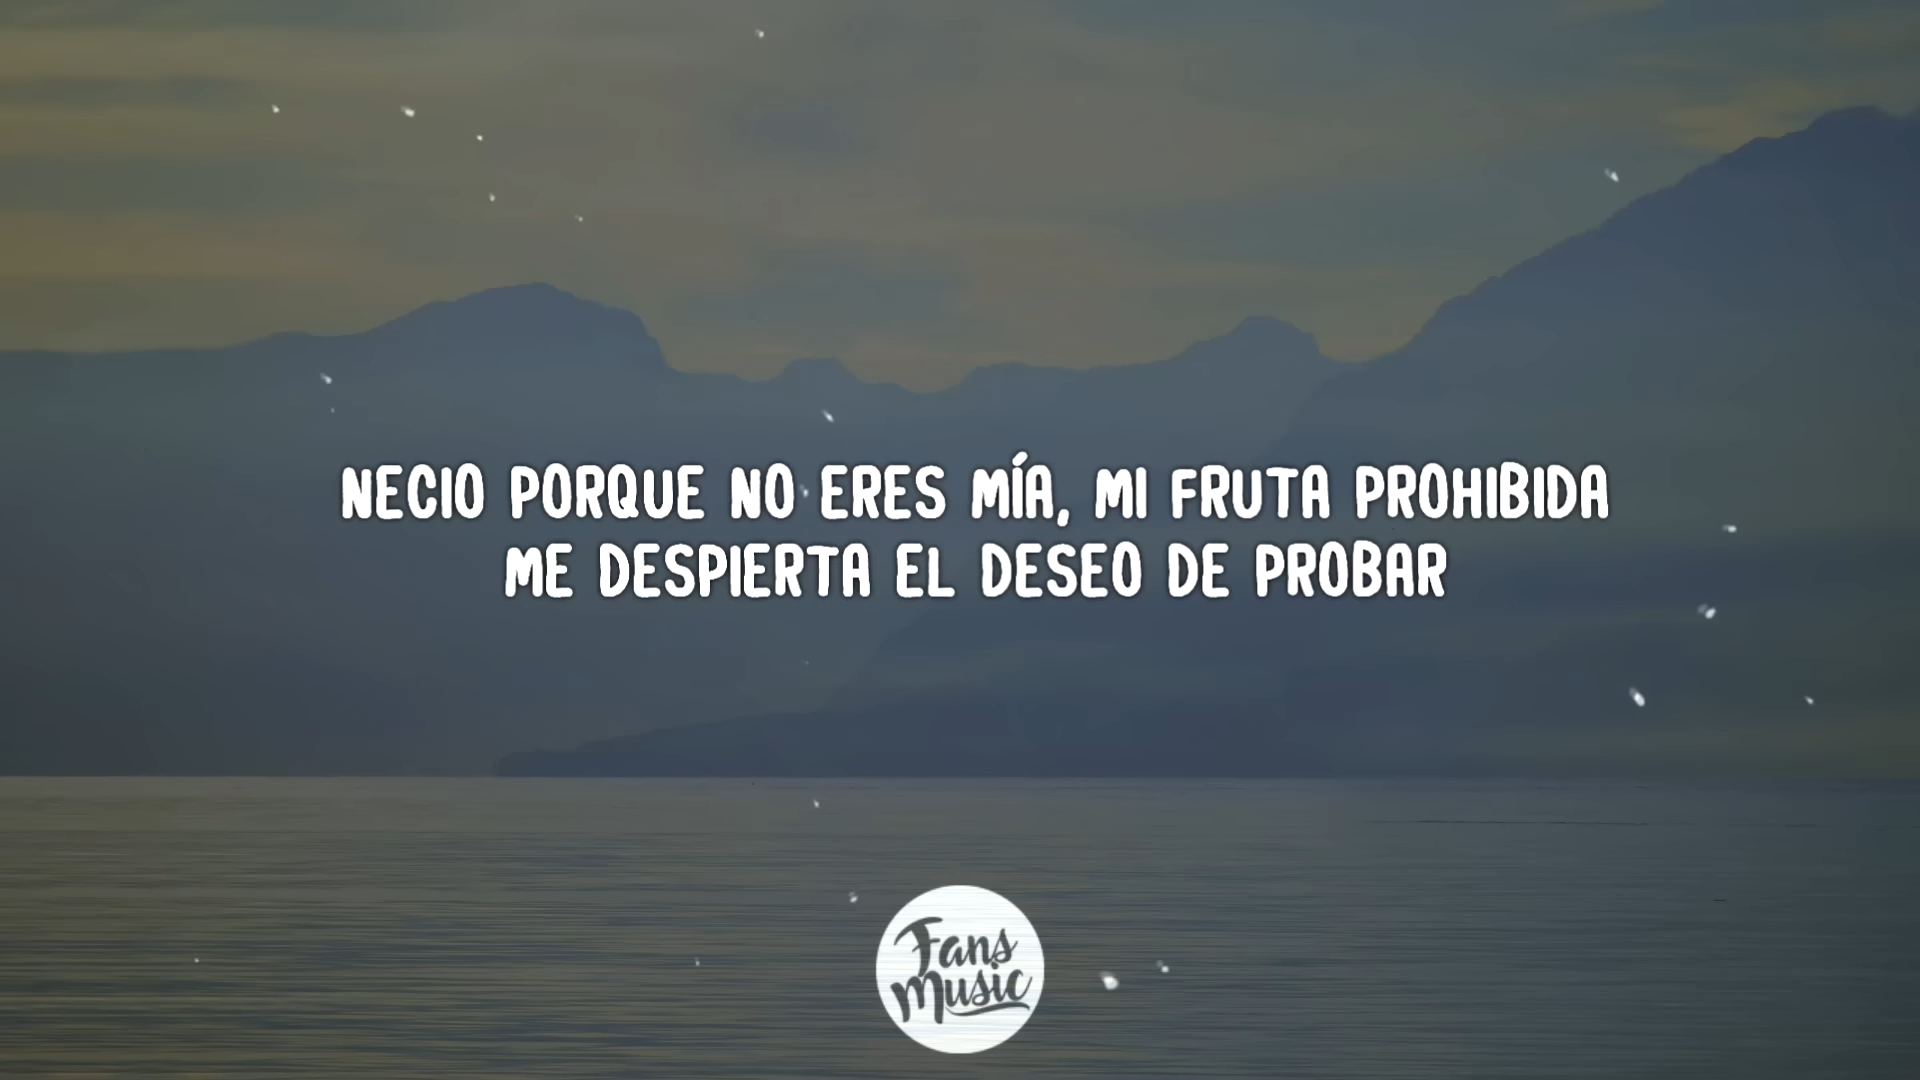 NECIO PORQUE NO ERES MÍA, MI FRUTA PROHIBIDA
ME DESPIERTA EL DESEO DE PROBAR
Fans
Music